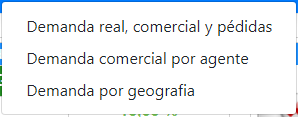 Demanda real, comercial y pédidas
Demanda comercial por agente
Demanda por geografia